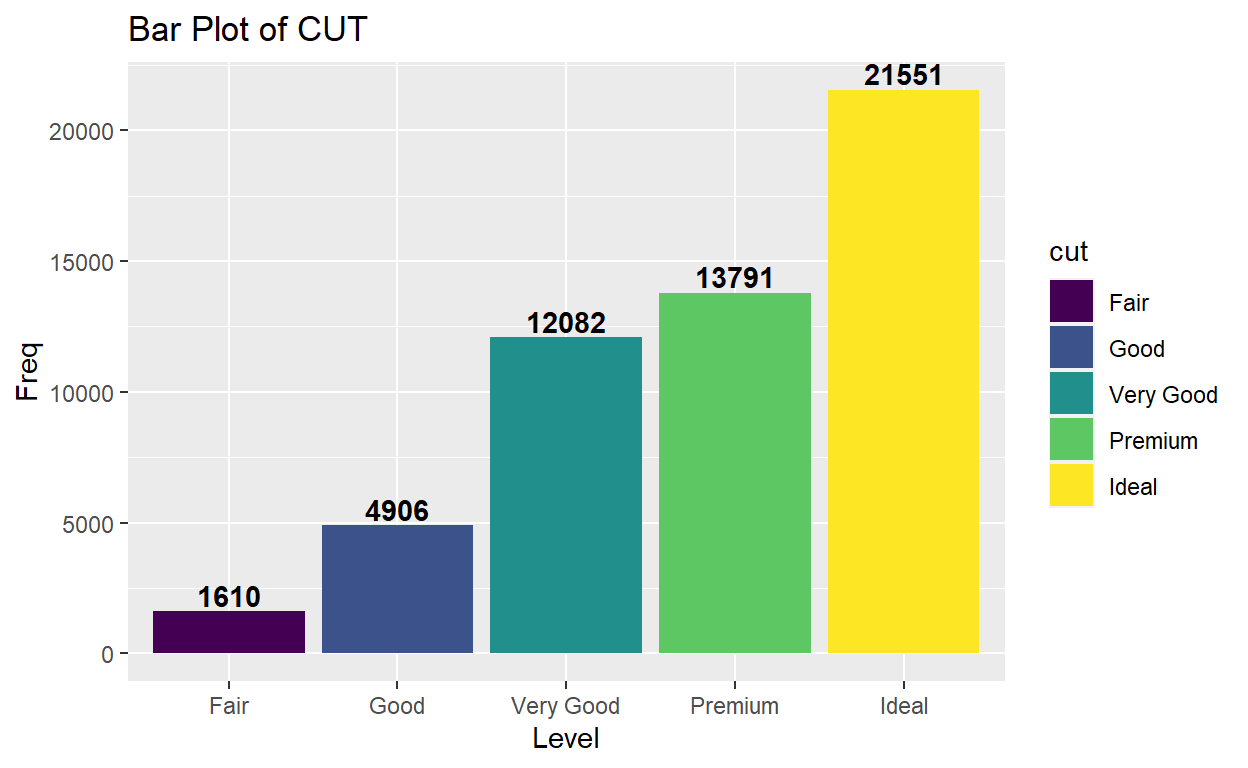 Bar Plot of CUT
21551
20000
15000
13791
12082
10000
5000
4906
1610
0
Freq
Fair
Good
Very Good
Premium
Ideal
Level
cut
Fair
Good
Very Good
Premium
Ideal